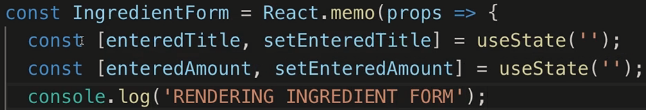 const IngredientForm = React.memo(props => {
const [enteredTitle, setEnteredTitle] = useState('');
const [enteredAmount, setEnteredAmount] = useState('');
console.log('RENDERING INGREDIENT FORM');